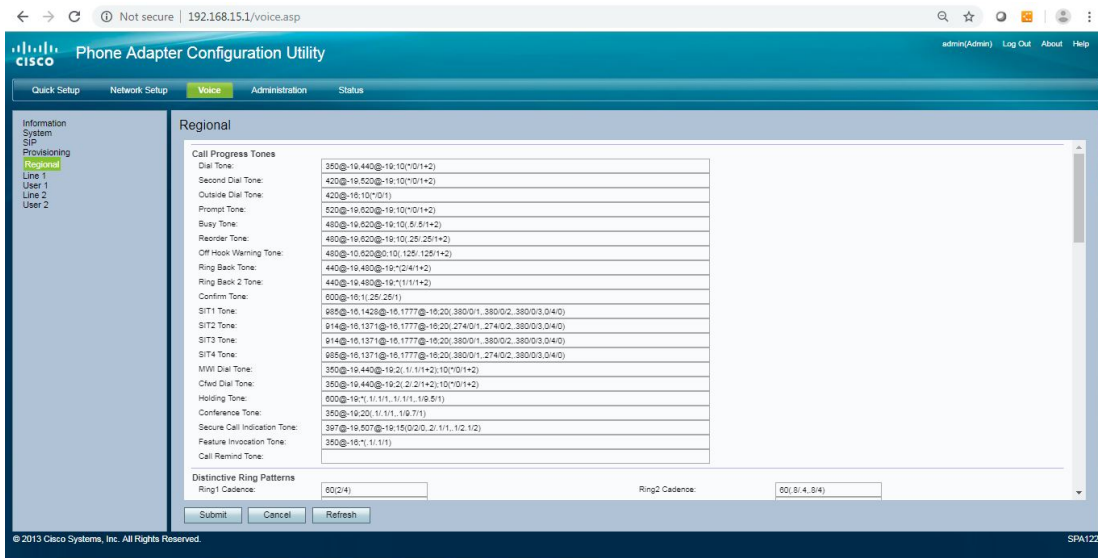 Not secure | 192.168.15.1/voice.asp
CISCO
Phone Adapter Configuration Utility
admin(Admin) Log Out About Help
Quick Setup Network Setup Voice Administration Status
Information
System
SIP
Provisioning
Regional
Line 1
User 1
Line 2
User 2
Regional
Call Progress Tones
Dial Tone: 350@-19,440@-19;10(*/0/1+2)
Second Dial Tone: 420@-19,520@-19;10(*/0/1+2)
Outside Dial Tone: 420@-16;10(*/0/1)
Prompt Tone: 520@-19,620@-19;10(*/0/1+2)
Busy Tone: 480@-19,620@-19;10(.5/.5/1+2)
Reorder Tone: 480@-19,620@-19;10(.25/.25/1+2)
Off Hook Warning Tone: 480@-10,620@0;10(.125/.125/1+2)
Ring Back Tone: 440@-19,480@-19;*(2/4/1+2)
Ring Back 2 Tone: 440@-19,480@-19;*(1/1/1+2)
Confirm Tone: 600@-16;1(.25/.25/1)
SIT1 Tone: 985@-16,1428@-16,1777@-16;20(.380/0/1,.380/0/2,.380/0/3,0/4/0)
SIT2 Tone: 914@-16,1371@-16,1777@-16;20(.274/0/1,.274/0/2,.380/0/3,0/4/0)
SIT3 Tone: 914@-16,1371@-16,1777@-16;20(.380/0/1,.380/0/2,.380/0/3,0/4/0)
SIT4 Tone: 985@-16,1371@-16,1777@-16;20(.380/0/1,.274/0/2,.380/0/3,0/4/0)
MWI Dial Tone: 350@-19,440@-19;2(.1/.1/1+2);10(*/0/1+2)
Cfwd Dial Tone: 350@-19,440@-19;2(.2/.2/1+2);10(*/0/1+2)
Holding Tone: 600@-19;*(.1/.1/1,.1/.1/1,.1/9.5/1)
Conference Tone: 350@-19;20(.1/.1/1,.1/9.7/1)
Secure Call Indication Tone: 397@-19,507@-19;15(0/2/0,.2/.1/1,.1/2.1/2)
Feature Invocation Tone: 350@-16;*(.1/.1/1)
Call Remind Tone:
Distinctive Ring Patterns
Ring1 Cadence: 60(2/4) Ring2 Cadence: 60(.8/.4,.8/4)
Submit Cancel Refresh
© 2013 Cisco Systems, Inc. All Rights Reserved. SPA122